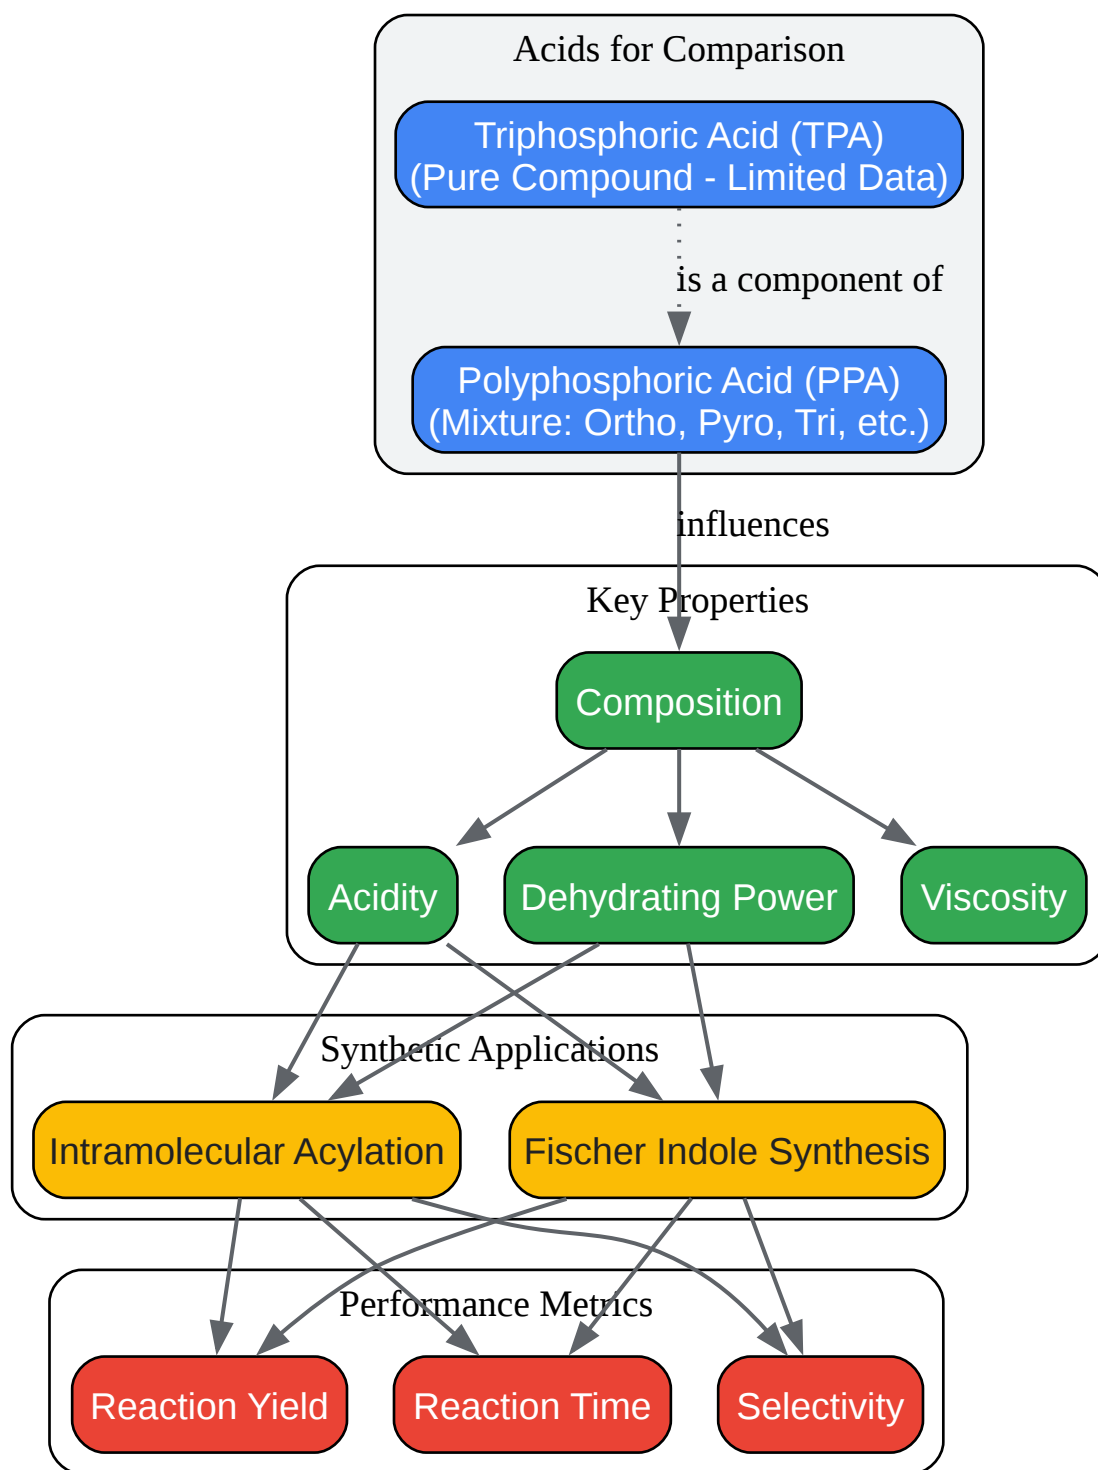 Acids for Comparison
Triphosphoric Acid (TPA)
(Pure Compound - Limited Data)
is a component of
Polyphosphoric Acid (PPA)
(Mixture: Ortho, Pyro, Tri, etc.)
influences
Key Properties
Composition
Acidity
Dehydrating Power
Viscosity
Synthetic Applications
Intramolecular Acylation
Fischer Indole Synthesis
Performance Metrics
Reaction Yield
Reaction Time
Selectivity